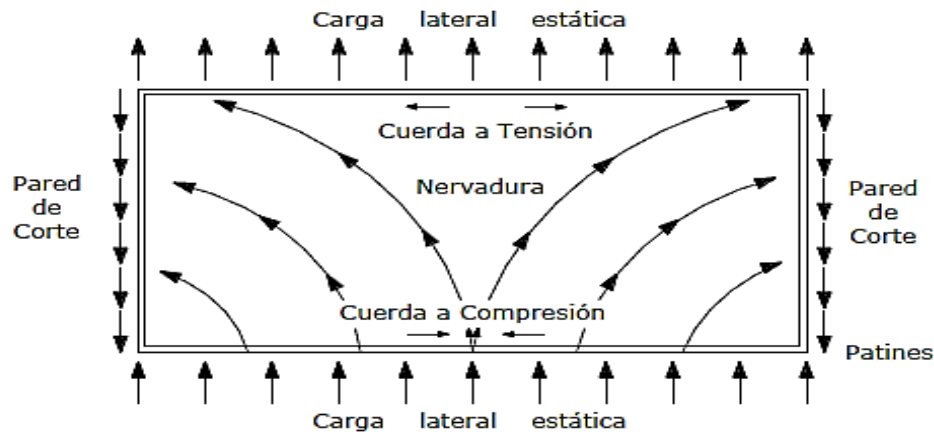 Carga lateral estática
Cuerda a Tensión
Nervadura
Pared
de
Corte
Pared
de
Corte
Cuerda a Compresión
Patines
Carga lateral estática